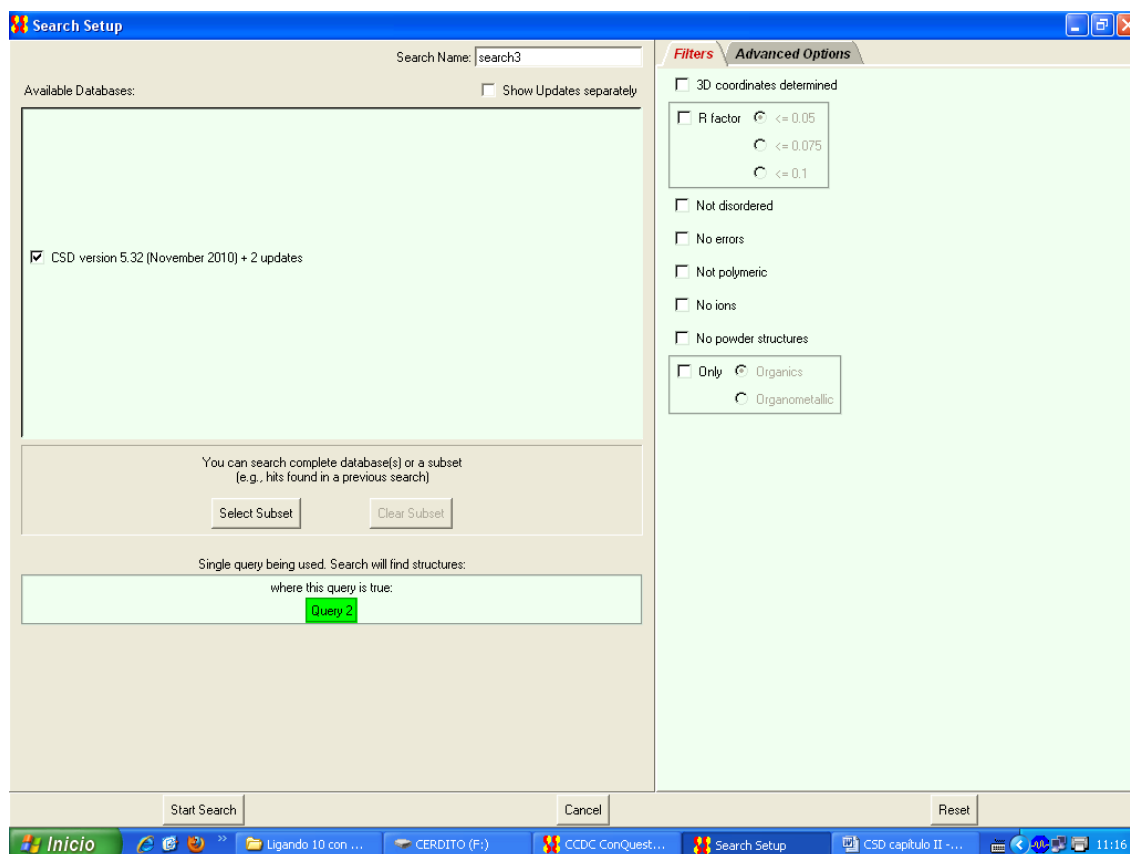 Search Setup
Search Name: search3
Available Databases:
Show Updates separately
CSD version 5.32 (November 2010) + 2 updates
You can search complete database(s) or a subset
(e.g., hits found in a previous search)
Select Subset
Clear Subset
Single query being used. Search will find structures:
where this query is true:
Query 2
Filters
Advanced Options
3D coordinates determined
R factor <= 0.05
<= 0.075
<= 0.1
Not disordered
No errors
Not polymeric
No ions
No powder structures
Only Organics
Organometallic
Start Search
Cancel
Reset
Inicio
»
Ligando 10 con ...
CERDITO (F:)
CCDC ConQuest...
Search Setup
CSD capítulo II -...
11:16